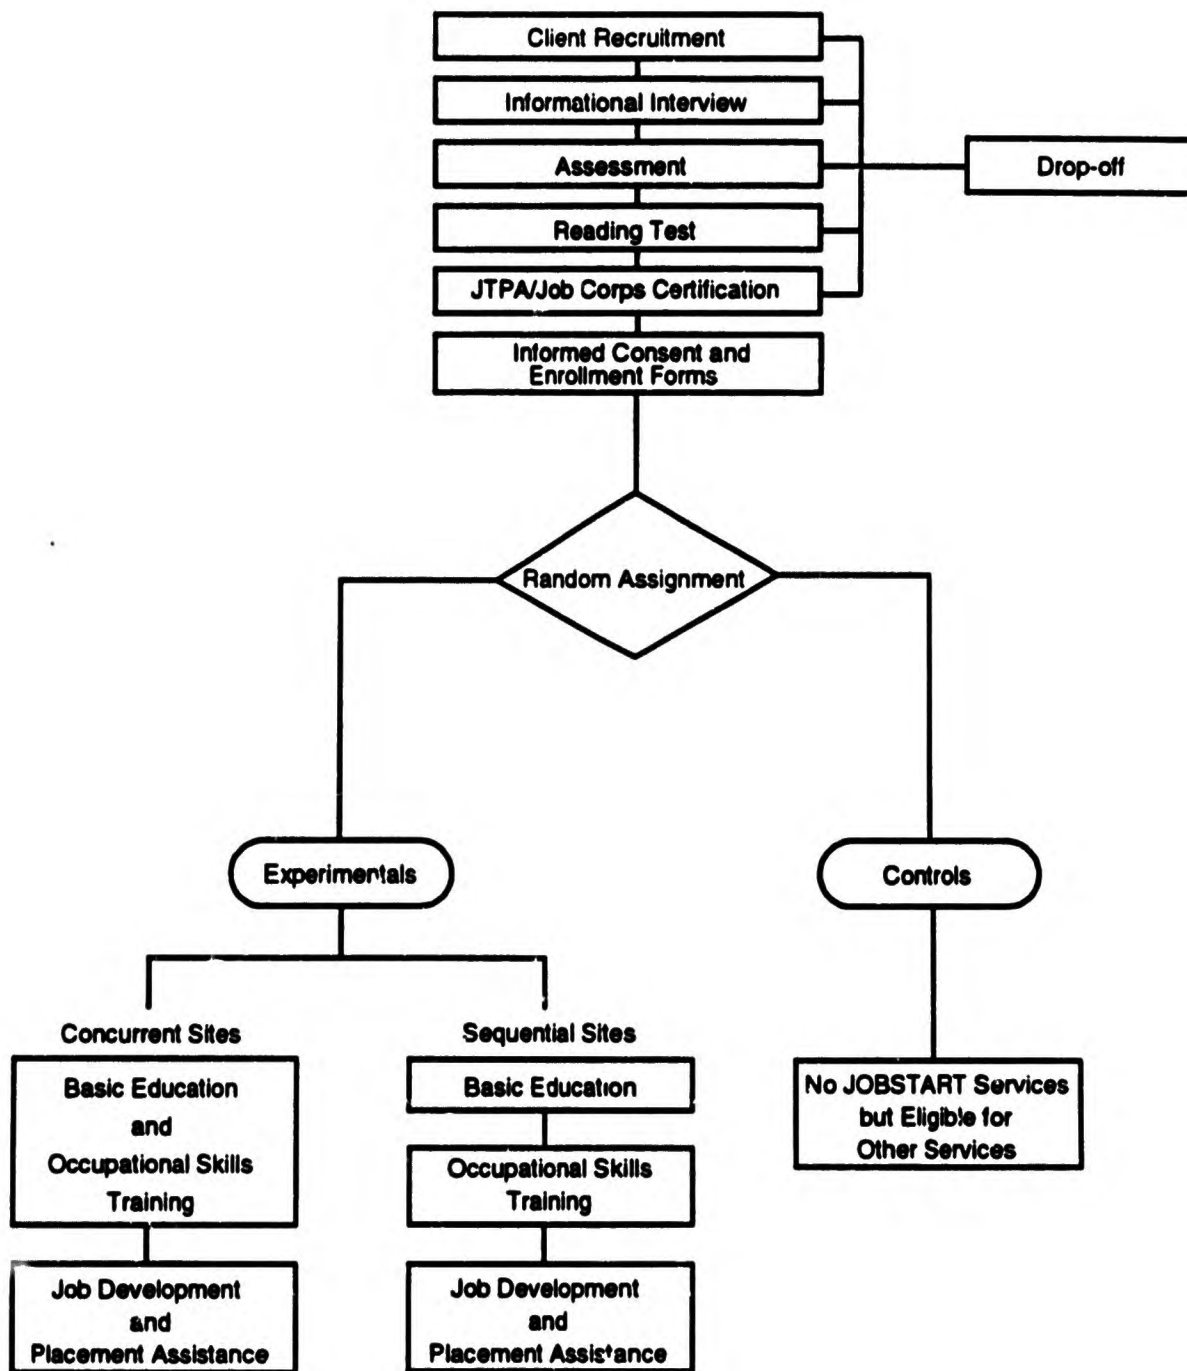 Client Recruitment
Informational Interview
Assessment
Drop-off
Reading Test
JTPA/Job Corps Certification
Informed Consent and
Enrollment Forms
Random Assignment
Experimentals
Controls
Concurrent Sites
Basic Education
and
Occupational Skills
Training
Job Development
and
Placement Assistance
Sequential Sites
Basic Education
Occupational Skills
Training
Job Development
and
Placement Assistance
No JOBSTART Services
but Eligible for
Other Services